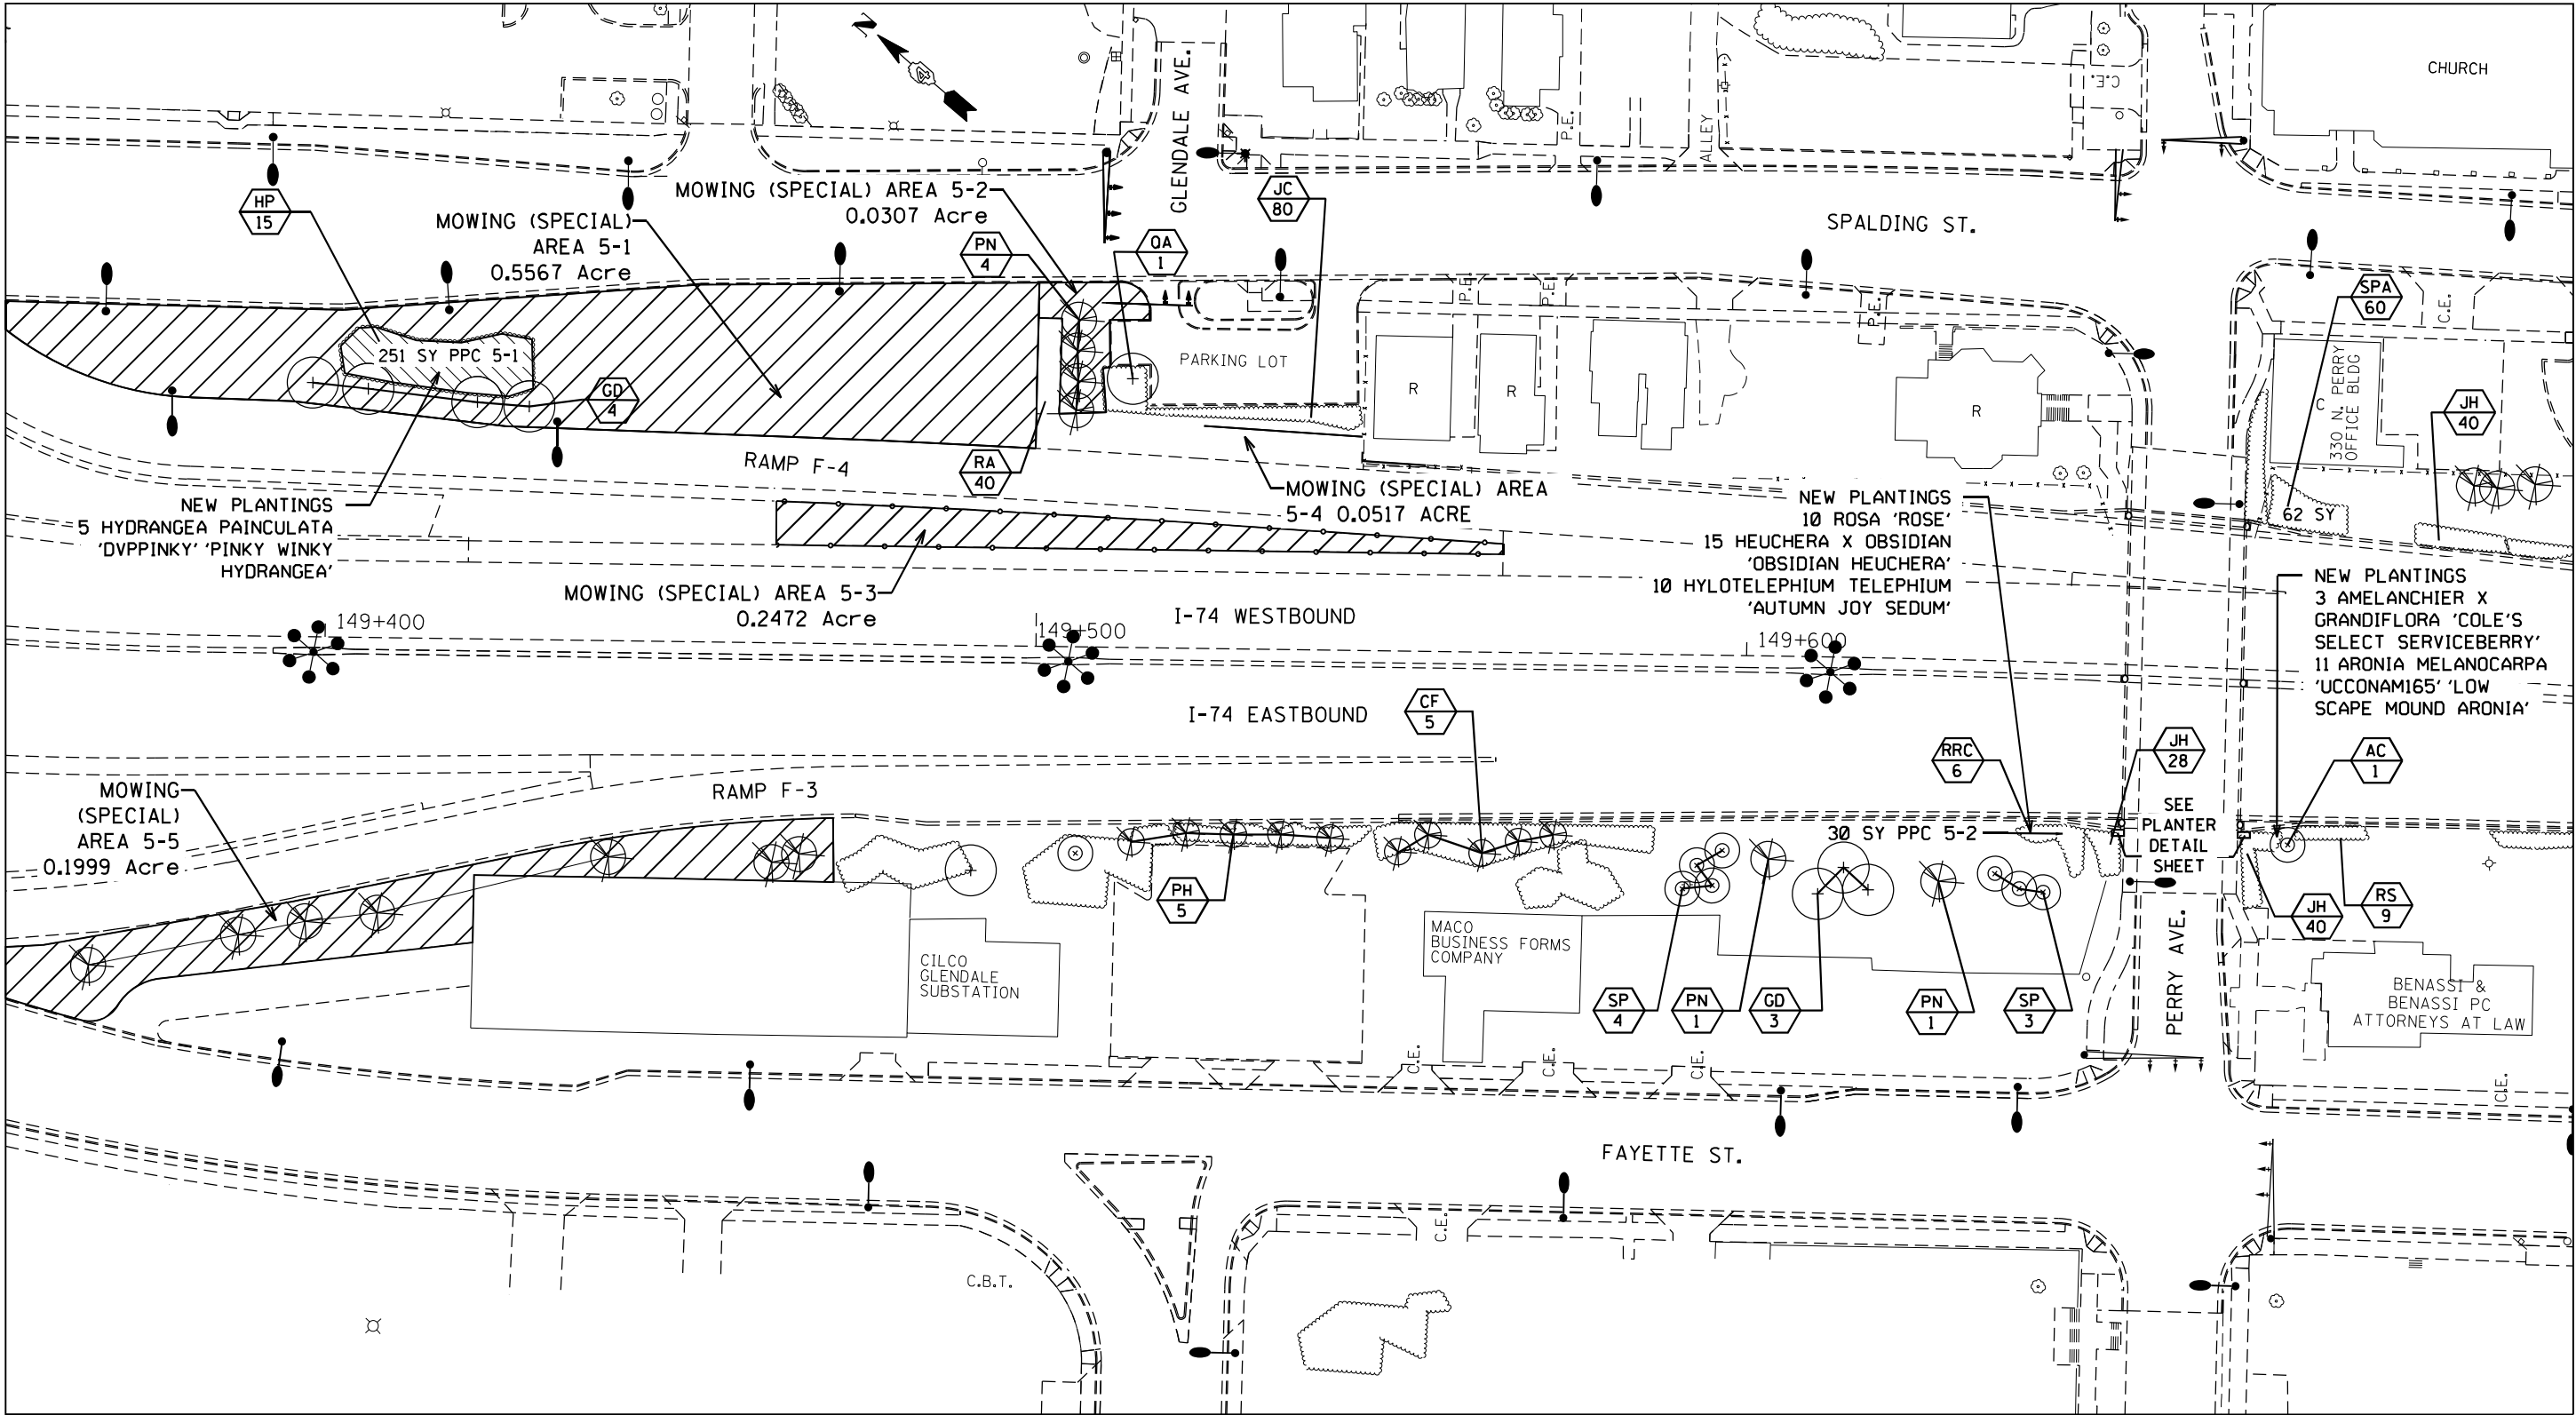 CHURCH
C.E.
GLENDALE AVE.
P.E.
ALLEY
N
4
HP
15
MOWING (SPECIAL) AREA 5-2
0.0307 Acre
MOWING (SPECIAL)
AREA 5-1
0.5567 Acre
PN
4
QA
1
JC
80
SPALDING ST.
P.E.
P.E.
P.E.
C.E.
SPA
60
251 SY PPC 5-1
GD
4
PARKING LOT
R
R
R
C
330 N. PERRY
OFFICE BLDG
JH
40
RAMP F-4
RA
40
MOWING (SPECIAL) AREA
5-4 0.0517 ACRE
62 SY
NEW PLANTINGS
5 HYDRANGEA PAINCULATA
'DVPPINKY' 'PINKY WINKY
HYDRANGEA'
NEW PLANTINGS
10 ROSA 'ROSE'
15 HEUCHERA X OBSIDIAN
'OBSIDIAN HEUCHERA'
10 HYLOTELEPHIUM TELEPHIUM
'AUTUMN JOY SEDUM'
MOWING (SPECIAL) AREA 5-3
0.2472 Acre
NEW PLANTINGS
3 AMELANCHIER X
GRANDIFLORA 'COLE'S
SELECT SERVICEBERRY'
11 ARONIA MELANOCARPA
'UCCONAM165' 'LOW
SCAPE MOUND ARONIA'
149+400
149+500
149+600
I-74 WESTBOUND
I-74 EASTBOUND
CF
5
RRC
6
JH
28
AC
1
MOWING
(SPECIAL)
AREA 5-5
0.1999 Acre
RAMP F-3
30 SY PPC 5-2
SEE
PLANTER
DETAIL
SHEET
PH
5
JH
40
RS
9
CILCO
GLENDALE
SUBSTATION
MACO
BUSINESS FORMS
COMPANY
SP
4
PN
1
GD
3
PN
1
SP
3
PERRY AVE.
BENASSI &
BENASSI PC
ATTORNEYS AT LAW
C.E.
C.E.
C.E.
C.E.
FAYETTE ST.
C.E.
C.B.T.